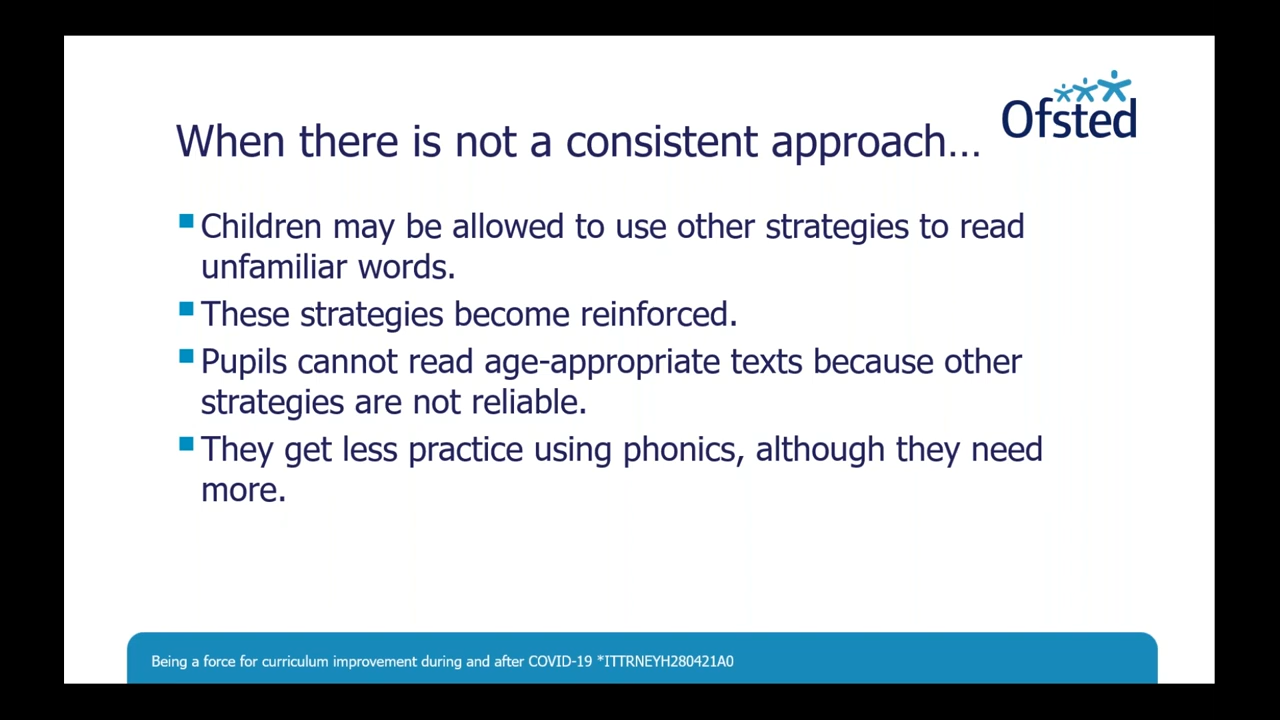 Ofsted
When there is not a consistent approach...
Children may be allowed to use other strategies to read
unfamiliar words.
These strategies become reinforced.
Pupils cannot read age-appropriate texts because other
strategies are not reliable.
They get less practice using phonics, although they need
more.
Being a force for curriculum improvement during and after COVID-19 *ITTRNEYH280421A0